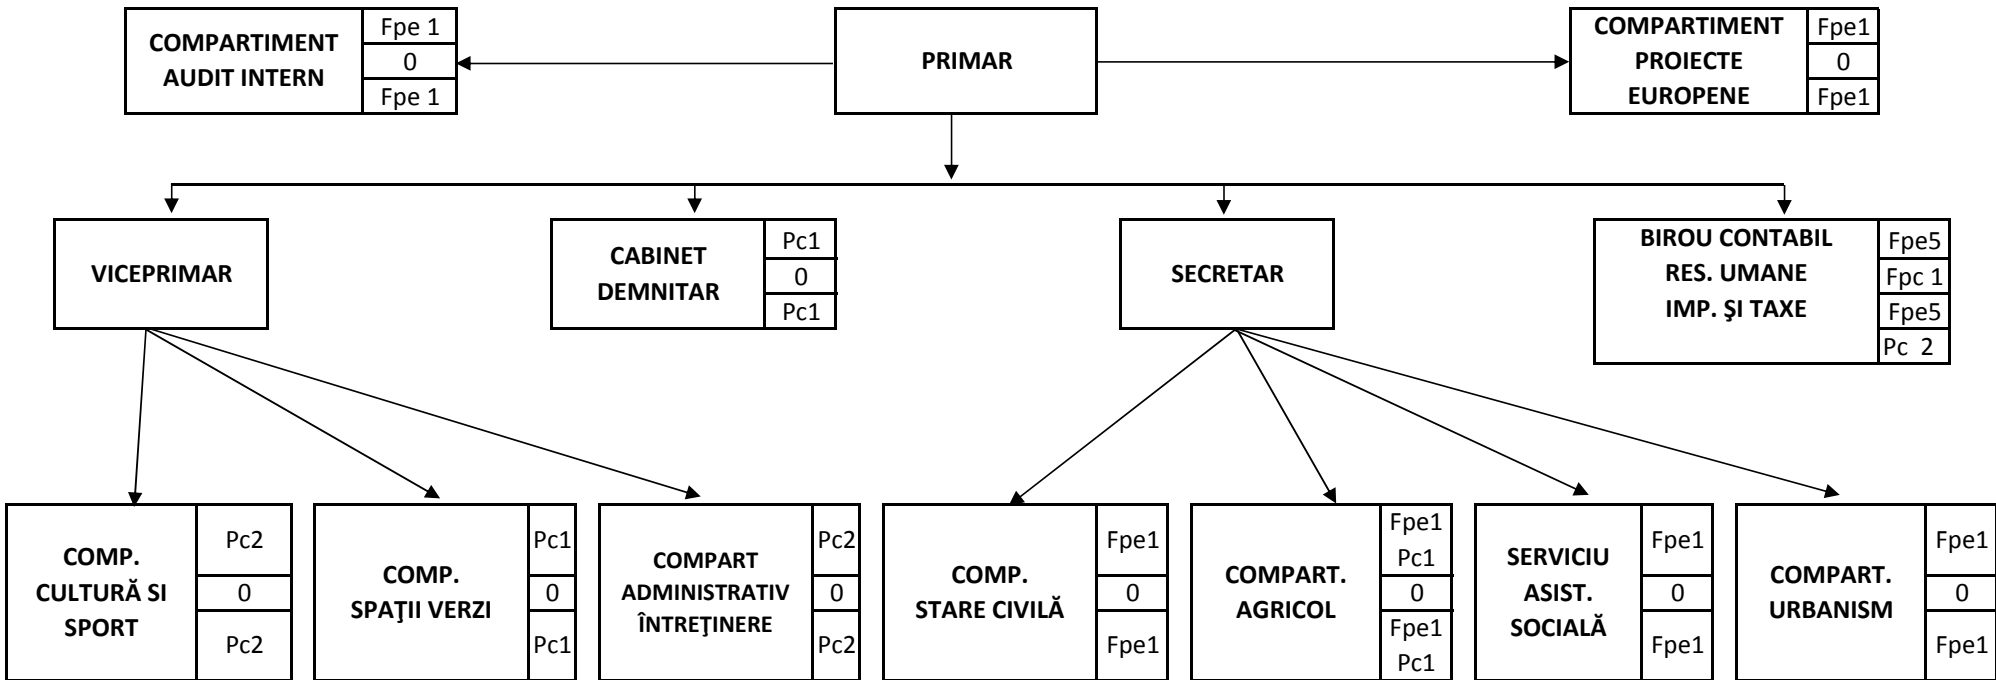 COMPARTIMENT
AUDIT INTERN
Fpe 1
0
Fpe 1
PRIMAR
COMPARTIMENT
PROIECTE
EUROPENE
Fpe1
0
Fpe1
VICEPRIMAR
CABINET
DEMNITAR
Pc1
0
Pc1
SECRETAR
BIROU CONTABIL
RES. UMANE
IMP. ŞI TAXE
Fpe5
Fpc 1
Fpe5
Pc 2
COMP.
CULTURĂ SI
SPORT
Pc2
0
Pc2
COMP.
SPAŢII VERZI
Pc1
0
Pc1
COMPART
ADMINISTRATIV
ÎNTREŢINERE
Pc2
0
Pc2
COMP.
STARE CIVILĂ
Fpe1
0
Fpe1
COMPART.
AGRICOL
Fpe1
Pc1
0
Fpe1
Pc1
SERVICIU
ASIST.
SOCIALĂ
Fpe1
0
Fpe1
COMPART.
URBANISM
Fpe1
0
Fpe1